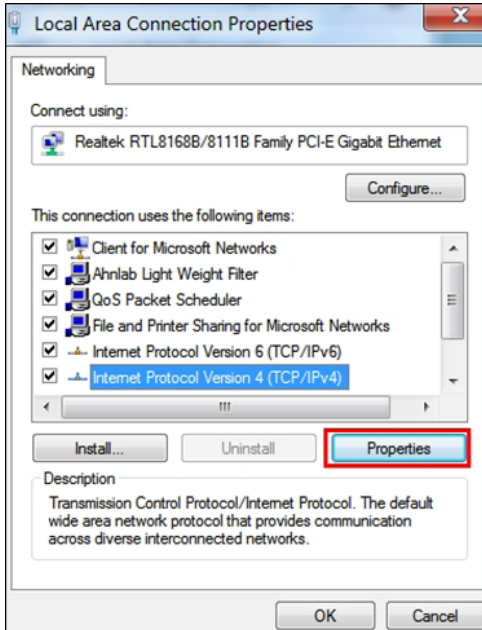 Local Area Connection Properties
Networking
Connect using:
Realtek RTL8168B/8111B Family PCI-E Gigabit Ethernet
Configure...
This connection uses the following items:
Client for Microsoft Networks
Ahnlab Light Weight Filter
QoS Packet Scheduler
File and Printer Sharing for Microsoft Networks
Internet Protocol Version 6 (TCP/IPv6)
Internet Protocol Version 4 (TCP/IPv4)
Install... Uninstall Properties
Description
Transmission Control Protocol/Internet Protocol. The default
wide area network protocol that provides communication
across diverse interconnected networks.
OK Cancel